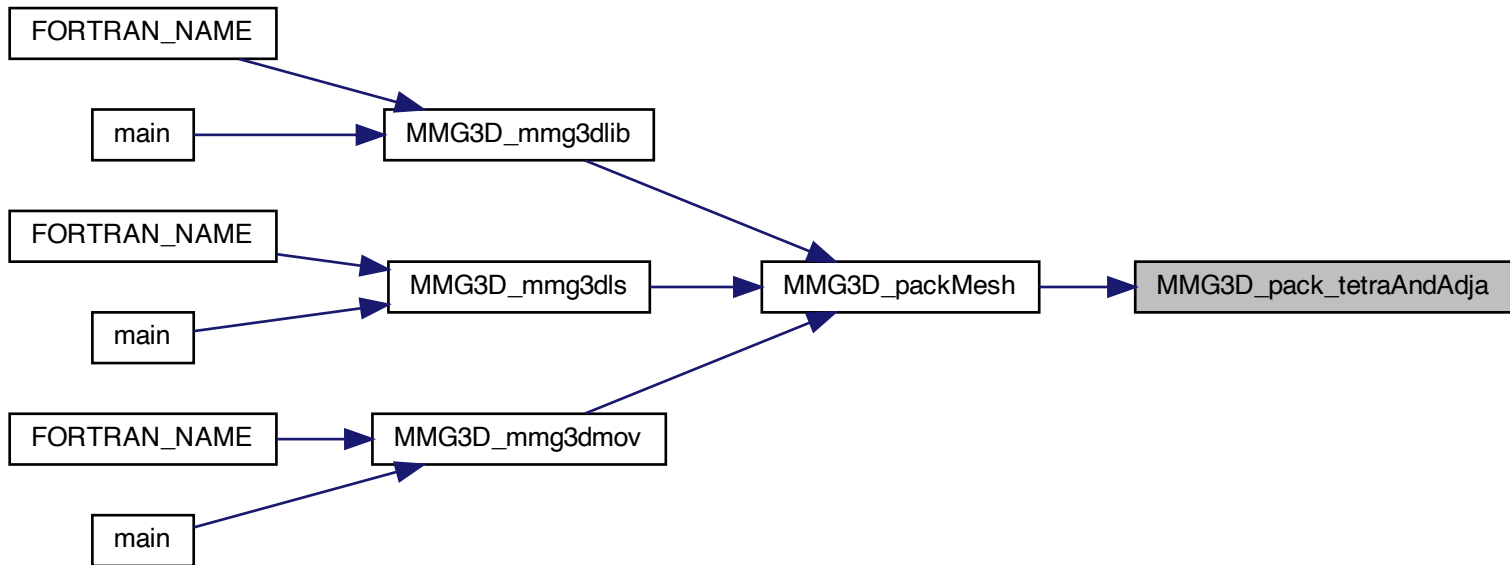 FORTRAN_NAME
main
MMG3D_mmg3dlib
FORTRAN_NAME
MMG3D_mmg3dls
MMG3D_packMesh
MMG3D_pack_tetraAndAdja
main
FORTRAN_NAME
MMG3D_mmg3dmov
main